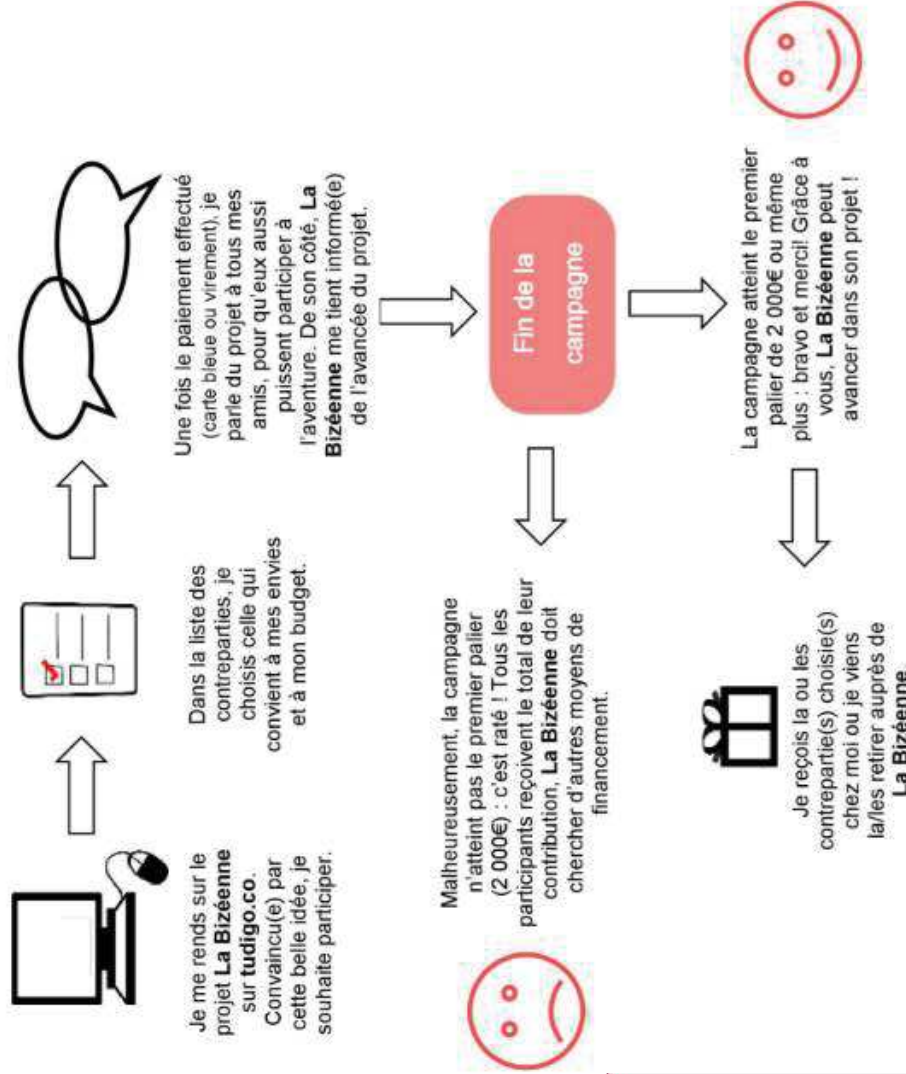 Je me rends sur le
projet La Bizéenne
sur tudigo.co.
Convaincu(e) par
cette belle idée, je
souhaite participer.
Dans la liste des
contreparties, je
choisis celle qui
convient à mes envies
et à mon budget.
Une fois le paiement effectué
(carte bleue ou virement), je
parle du projet à tous mes
amis, pour qu'eux aussi
puissent participer à
l'aventure. De son côté, La
Bizéenne me tient informé(e)
de l'avancée du projet.
Fin de la
campagne
Malheureusement, la campagne
n'atteint pas le premier palier
(2 000€) : c'est raté ! Tous les
participants reçoivent le total de leur
contribution, La Bizéenne doit
chercher d'autres moyens de
financement.
La campagne atteint le premier
palier de 2 000€ ou même
plus : bravo et merci! Grâce à
vous, La Bizéenne peut
avancer dans son projet !
Je reçois la ou les
contrepartie(s) choisie(s)
chez moi ou je viens
la/les retirer auprès de
La Bizéenne.